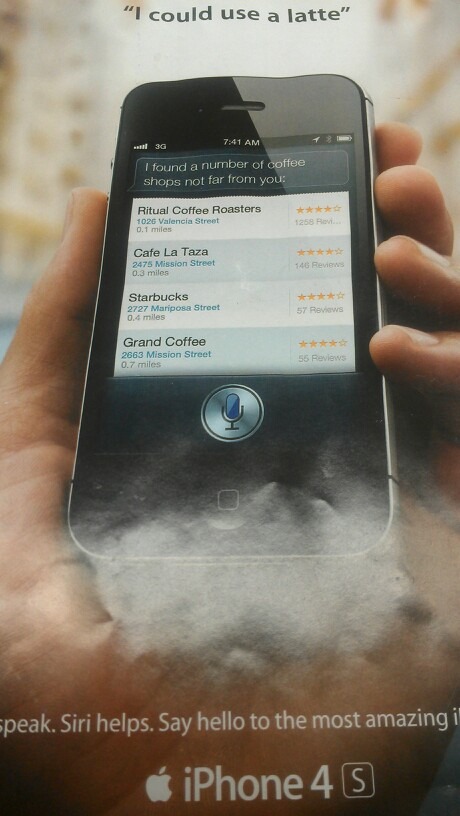 "I could use a latte"
3G 7:41 AM
I found a number of coffee
shops not far from you:
Ritual Coffee Roasters
1026 Valencia Street
1258 Revi...
0.1 miles
Cafe La Taza
2475 Mission Street
146 Reviews
0.3 miles
Starbucks
2727 Mariposa Street
57 Reviews
0.4 miles
Grand Coffee
2663 Mission Street
55 Reviews
0.7 miles
speak. Siri helps. Say hello to the most amazing i
iPhone 4 S